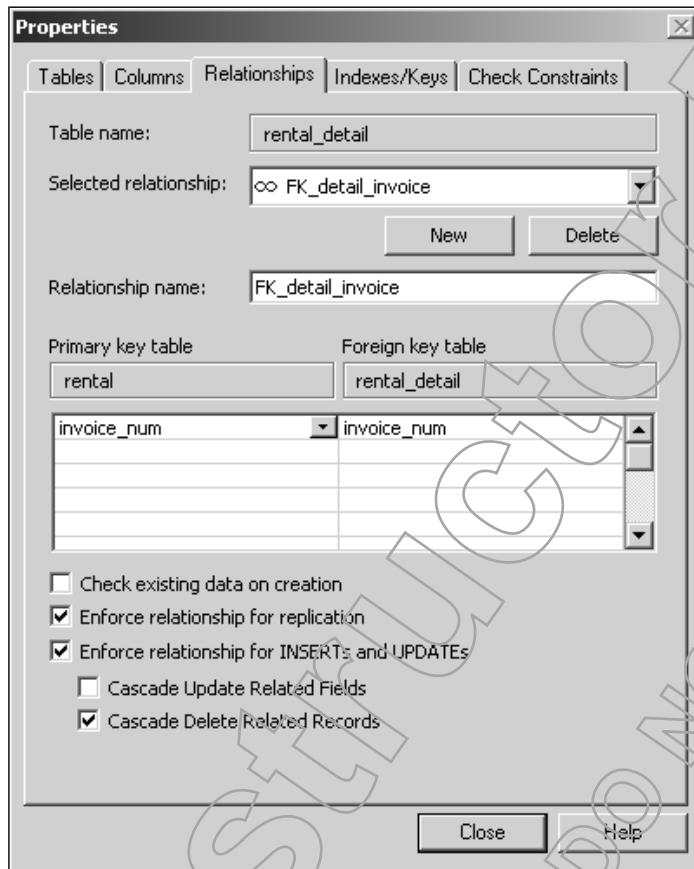 Properties
Tables Columns Relationships Indexes/Keys Check Constraints
Table name: rental_detail
Selected relationship: ∞ FK_detail_invoice
New Delete
Relationship name: FK_detail_invoice
Primary key table Foreign key table
rental rental_detail
invoice_num invoice_num
Check existing data on creation
Enforce relationship for replication
Enforce relationship for INSERTs and UPDATEs
Cascade Update Related Fields
Cascade Delete Related Records
Close Help